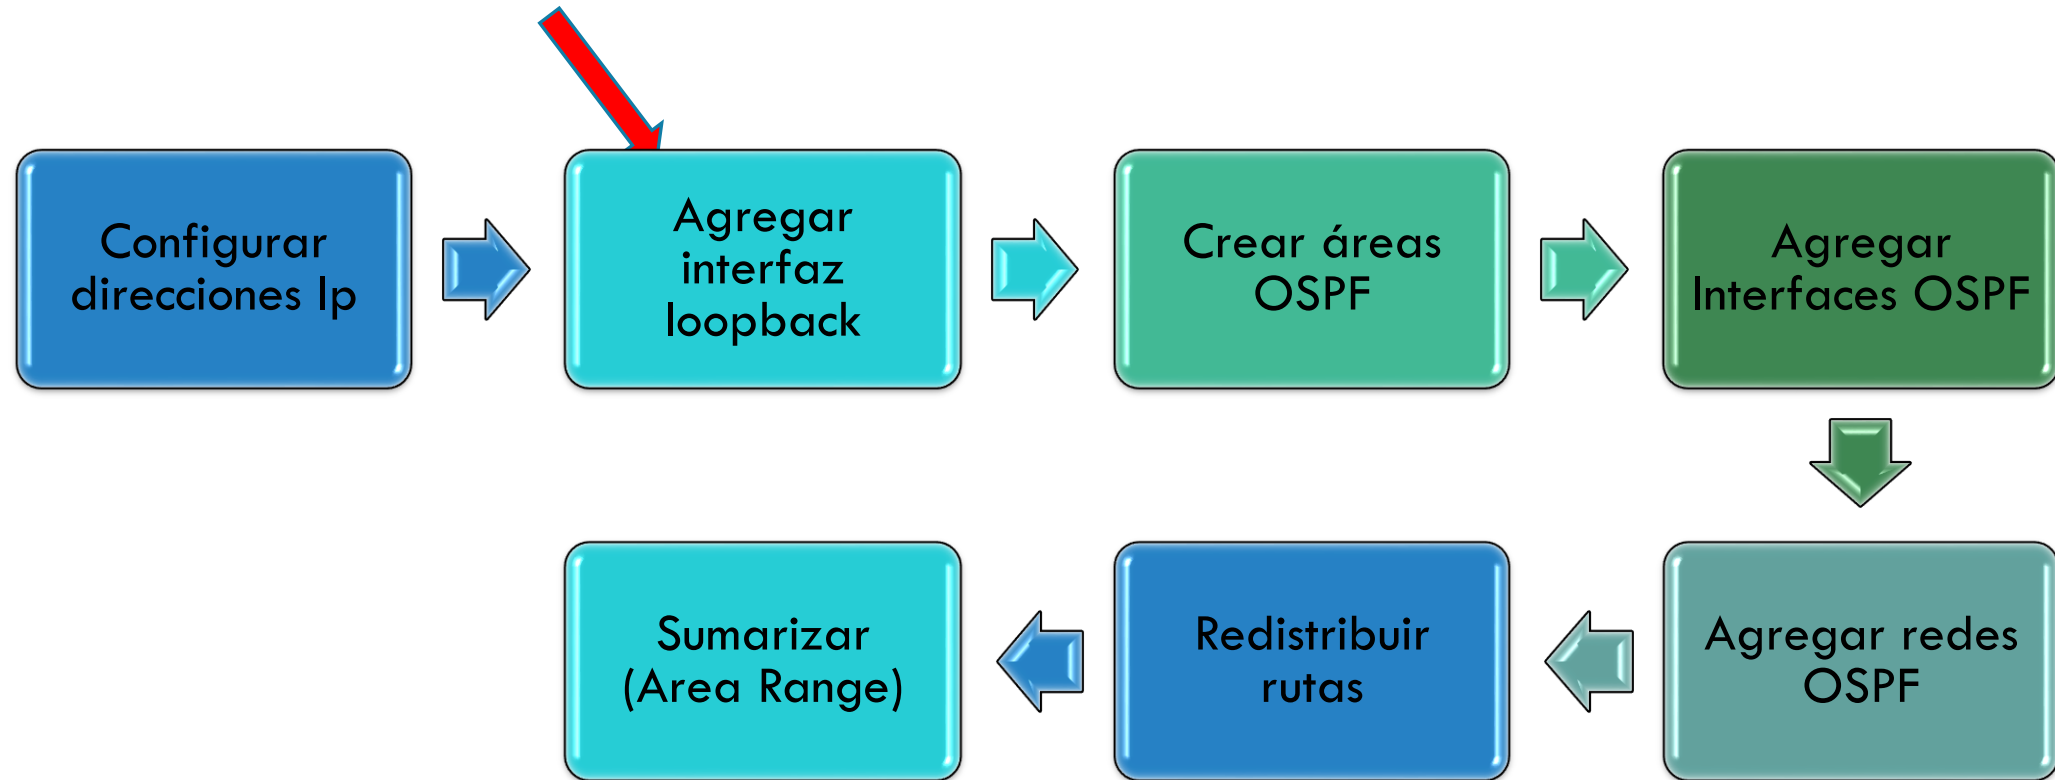 Configurar
direcciones Ip
Agregar
interfaz
loopback
Crear áreas
OSPF
Agregar
Interfaces OSPF
Agregar redes
OSPF
Redistribuir
rutas
Sumarizar
(Area Range)